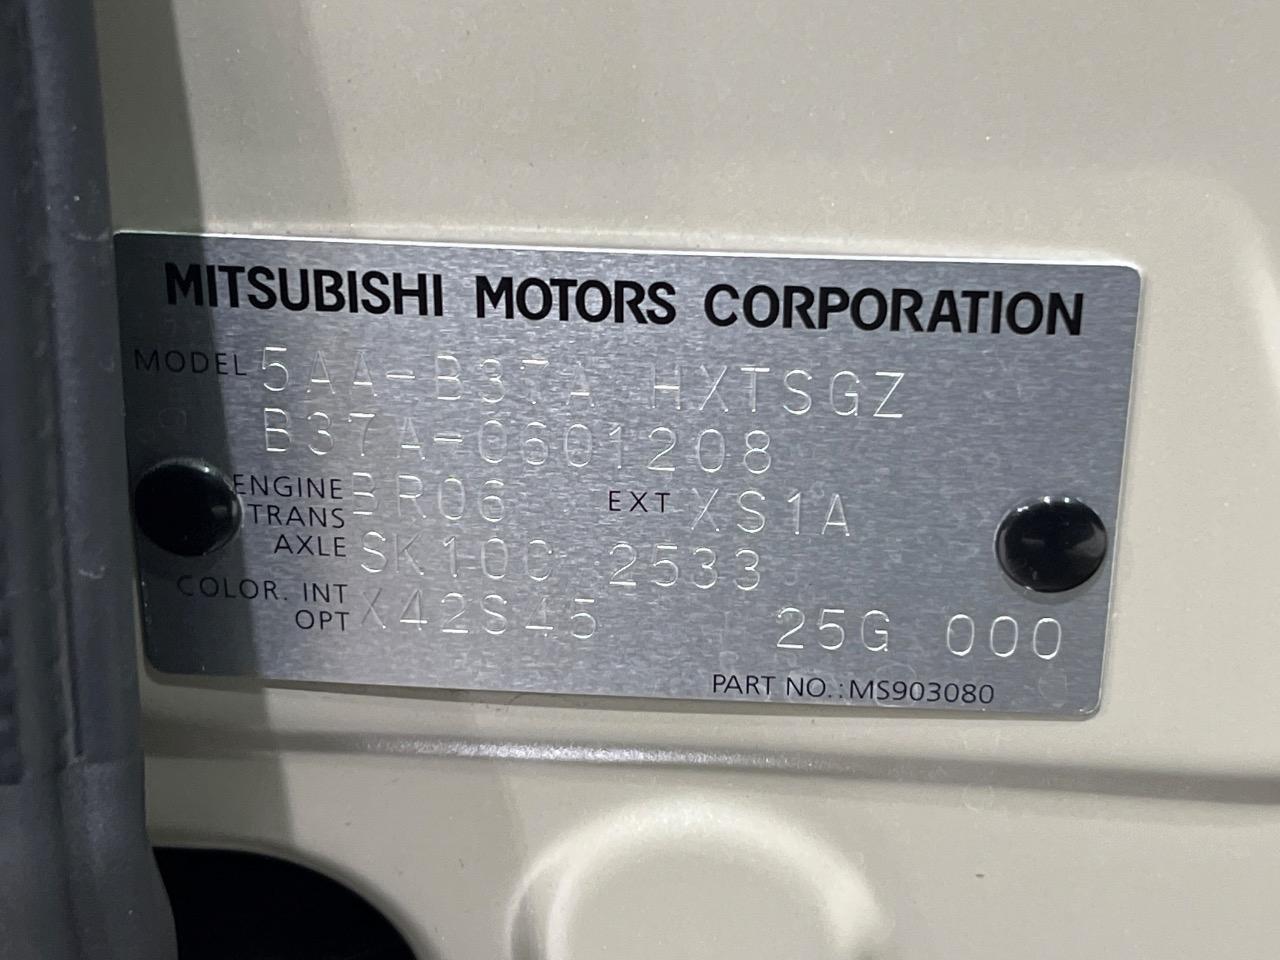 MITSUBISHI MOTORS CORPORATION
MODEL 5AA-B37A HXTSGZ
B37A-0601208
ENGINE BR06 EXT XS1A
TRANS
AXLE SK10C 2533
COLOR. INT
OPT X42S45 25G 000
PART NO.:MS903080